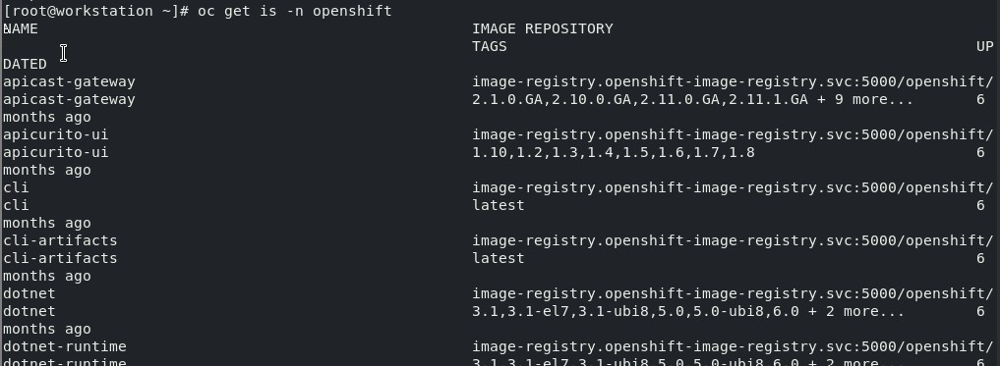 [root@workstation ~]# oc get is -n openshift
NAME IMAGE REPOSITORY
TAGS UP
DATED
apicast-gateway image-registry.openshift-image-registry.svc:5000/openshift/
apicast-gateway 2.1.0.GA,2.10.0.GA,2.11.0.GA,2.11.1.GA + 9 more... 6
months ago
apicurito-ui image-registry.openshift-image-registry.svc:5000/openshift/
apicurito-ui 1.10,1.2,1.3,1.4,1.5,1.6,1.7,1.8 6
months ago
cli image-registry.openshift-image-registry.svc:5000/openshift/
cli latest 6
months ago
cli-artifacts image-registry.openshift-image-registry.svc:5000/openshift/
cli-artifacts latest 6
months ago
dotnet image-registry.openshift-image-registry.svc:5000/openshift/
dotnet 3.1,3.1-el7,3.1-ubi8,5.0,5.0-ubi8,6.0 + 2 more... 6
months ago
dotnet-runtime image-registry.openshift-image-registry.svc:5000/openshift/
dotnet-runtime 3.1,3.1-el7,3.1-ubi8,5.0,5.0-ubi8,6.0 + 2 more... 6